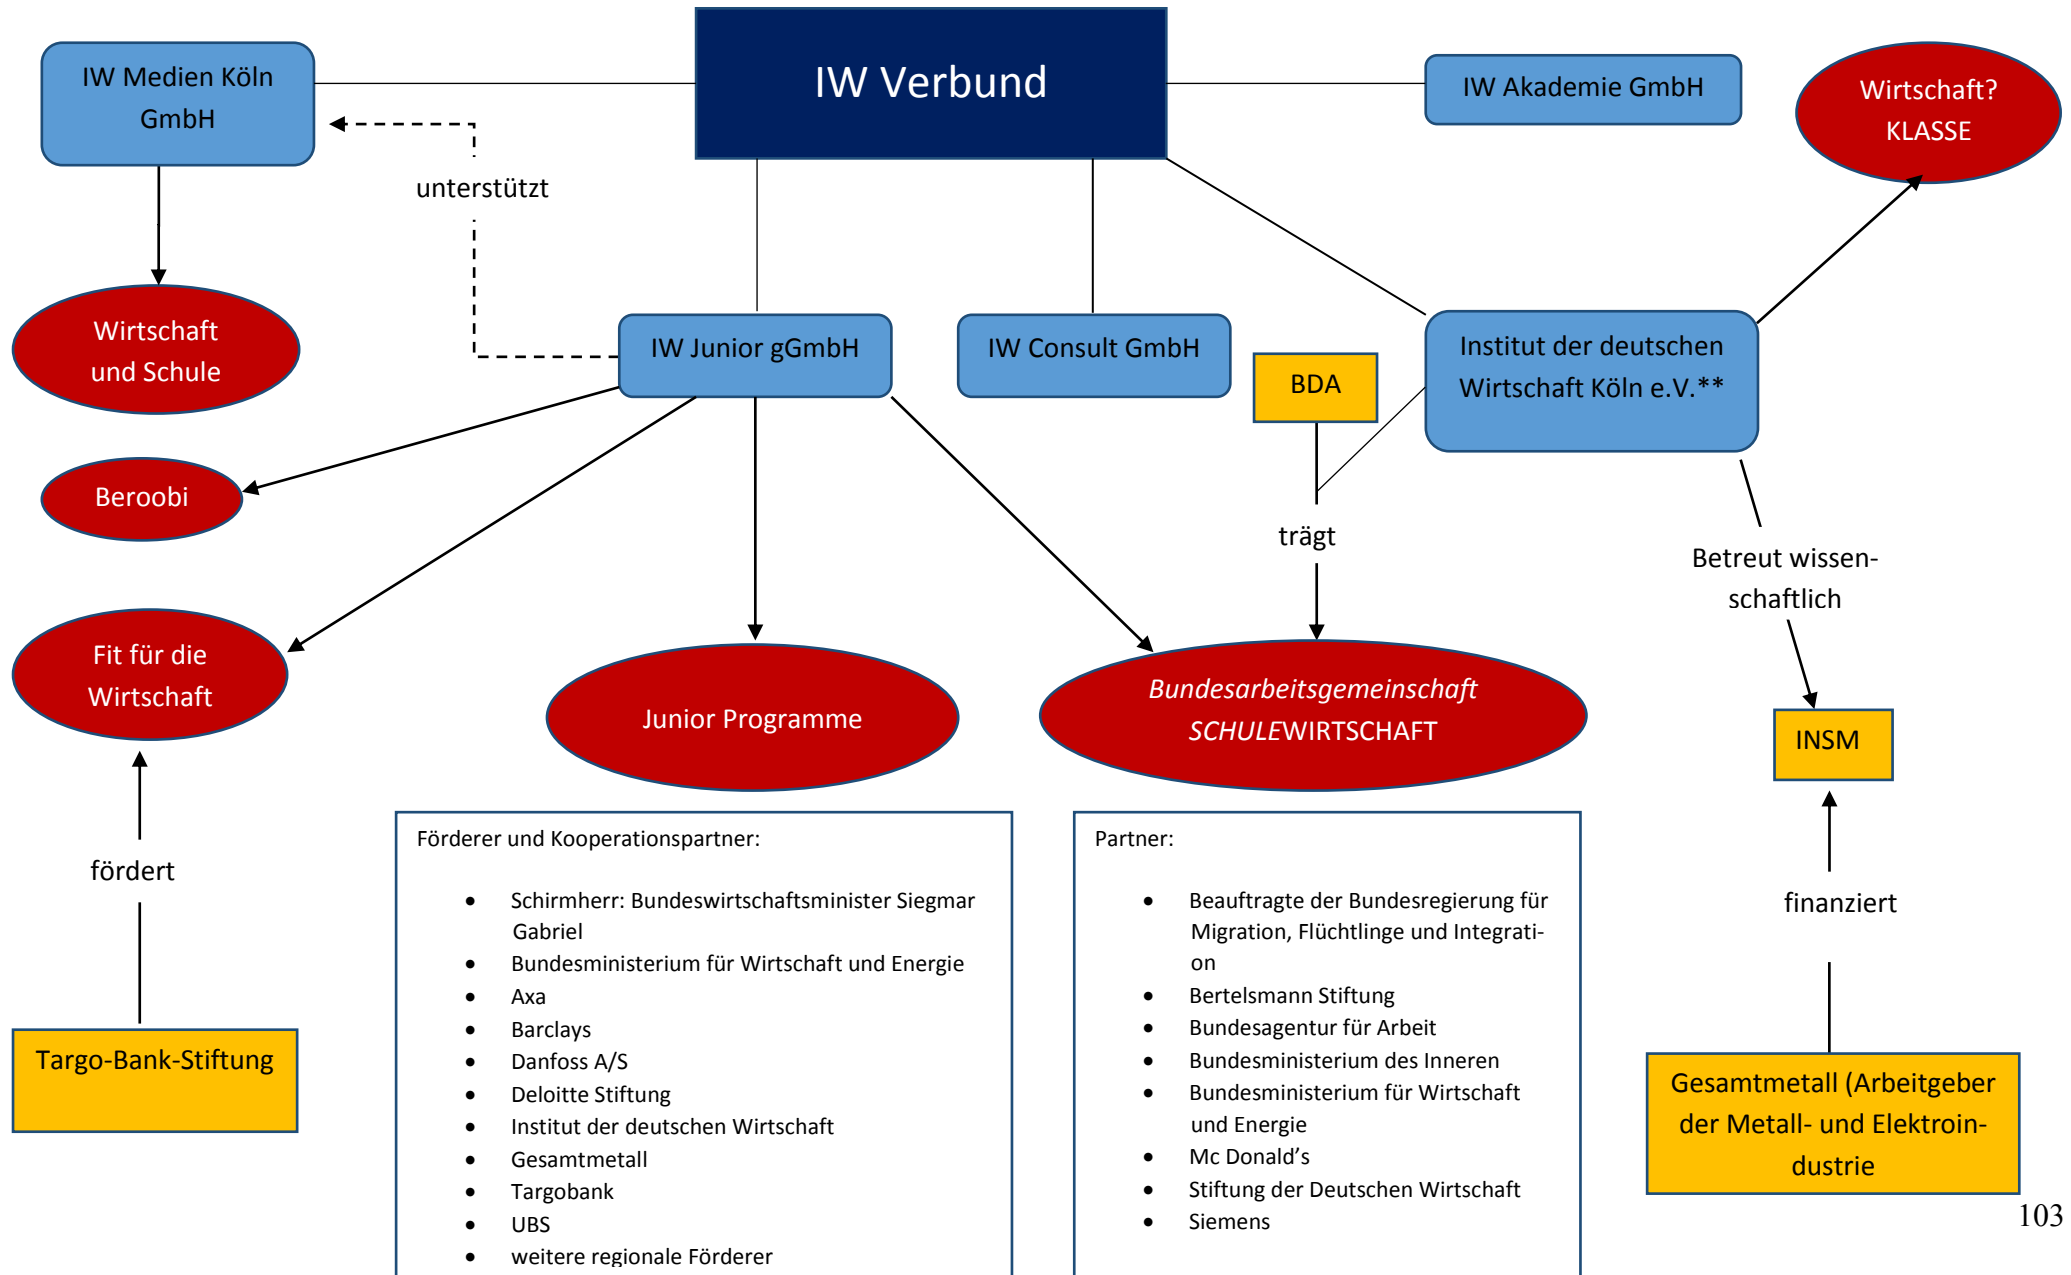 IW Medien Köln
GmbH
IW Verbund
IW Akademie GmbH
Wirtschaft?
KLASSE
unterstützt
Wirtschaft
und Schule
IW Junior gGmbH
IW Consult GmbH
BDA
Institut der deutschen
Wirtschaft Köln e.V.**
Beroobi
trägt
Betreut wissen-
schaftlich
Fit für die
Wirtschaft
Junior Programme
Bundesarbeitsgemeinschaft
SCHULEWIRTSCHAFT
INSM
fördert
finanziert
Targo-Bank-Stiftung
Förderer und Kooperationspartner:
• Schirmherr: Bundeswirtschaftsminister Siegmar
Gabriel
• Bundesministerium für Wirtschaft und Energie
• Axa
• Barclays
• Danfoss A/S
• Deloitte Stiftung
• Institut der deutschen Wirtschaft
• Gesamtmetall
• Targobank
• UBS
• weitere regionale Förderer
Partner:
• Beauftragte der Bundesregierung für
Migration, Flüchtlinge und Integrati-
on
• Bertelsmann Stiftung
• Bundesagentur für Arbeit
• Bundesministerium des Inneren
• Bundesministerium für Wirtschaft
und Energie
• Mc Donald’s
• Stiftung der Deutschen Wirtschaft
• Siemens
Gesamtmetall (Arbeitgeber
der Metall- und Elektroin-
dustrie
103